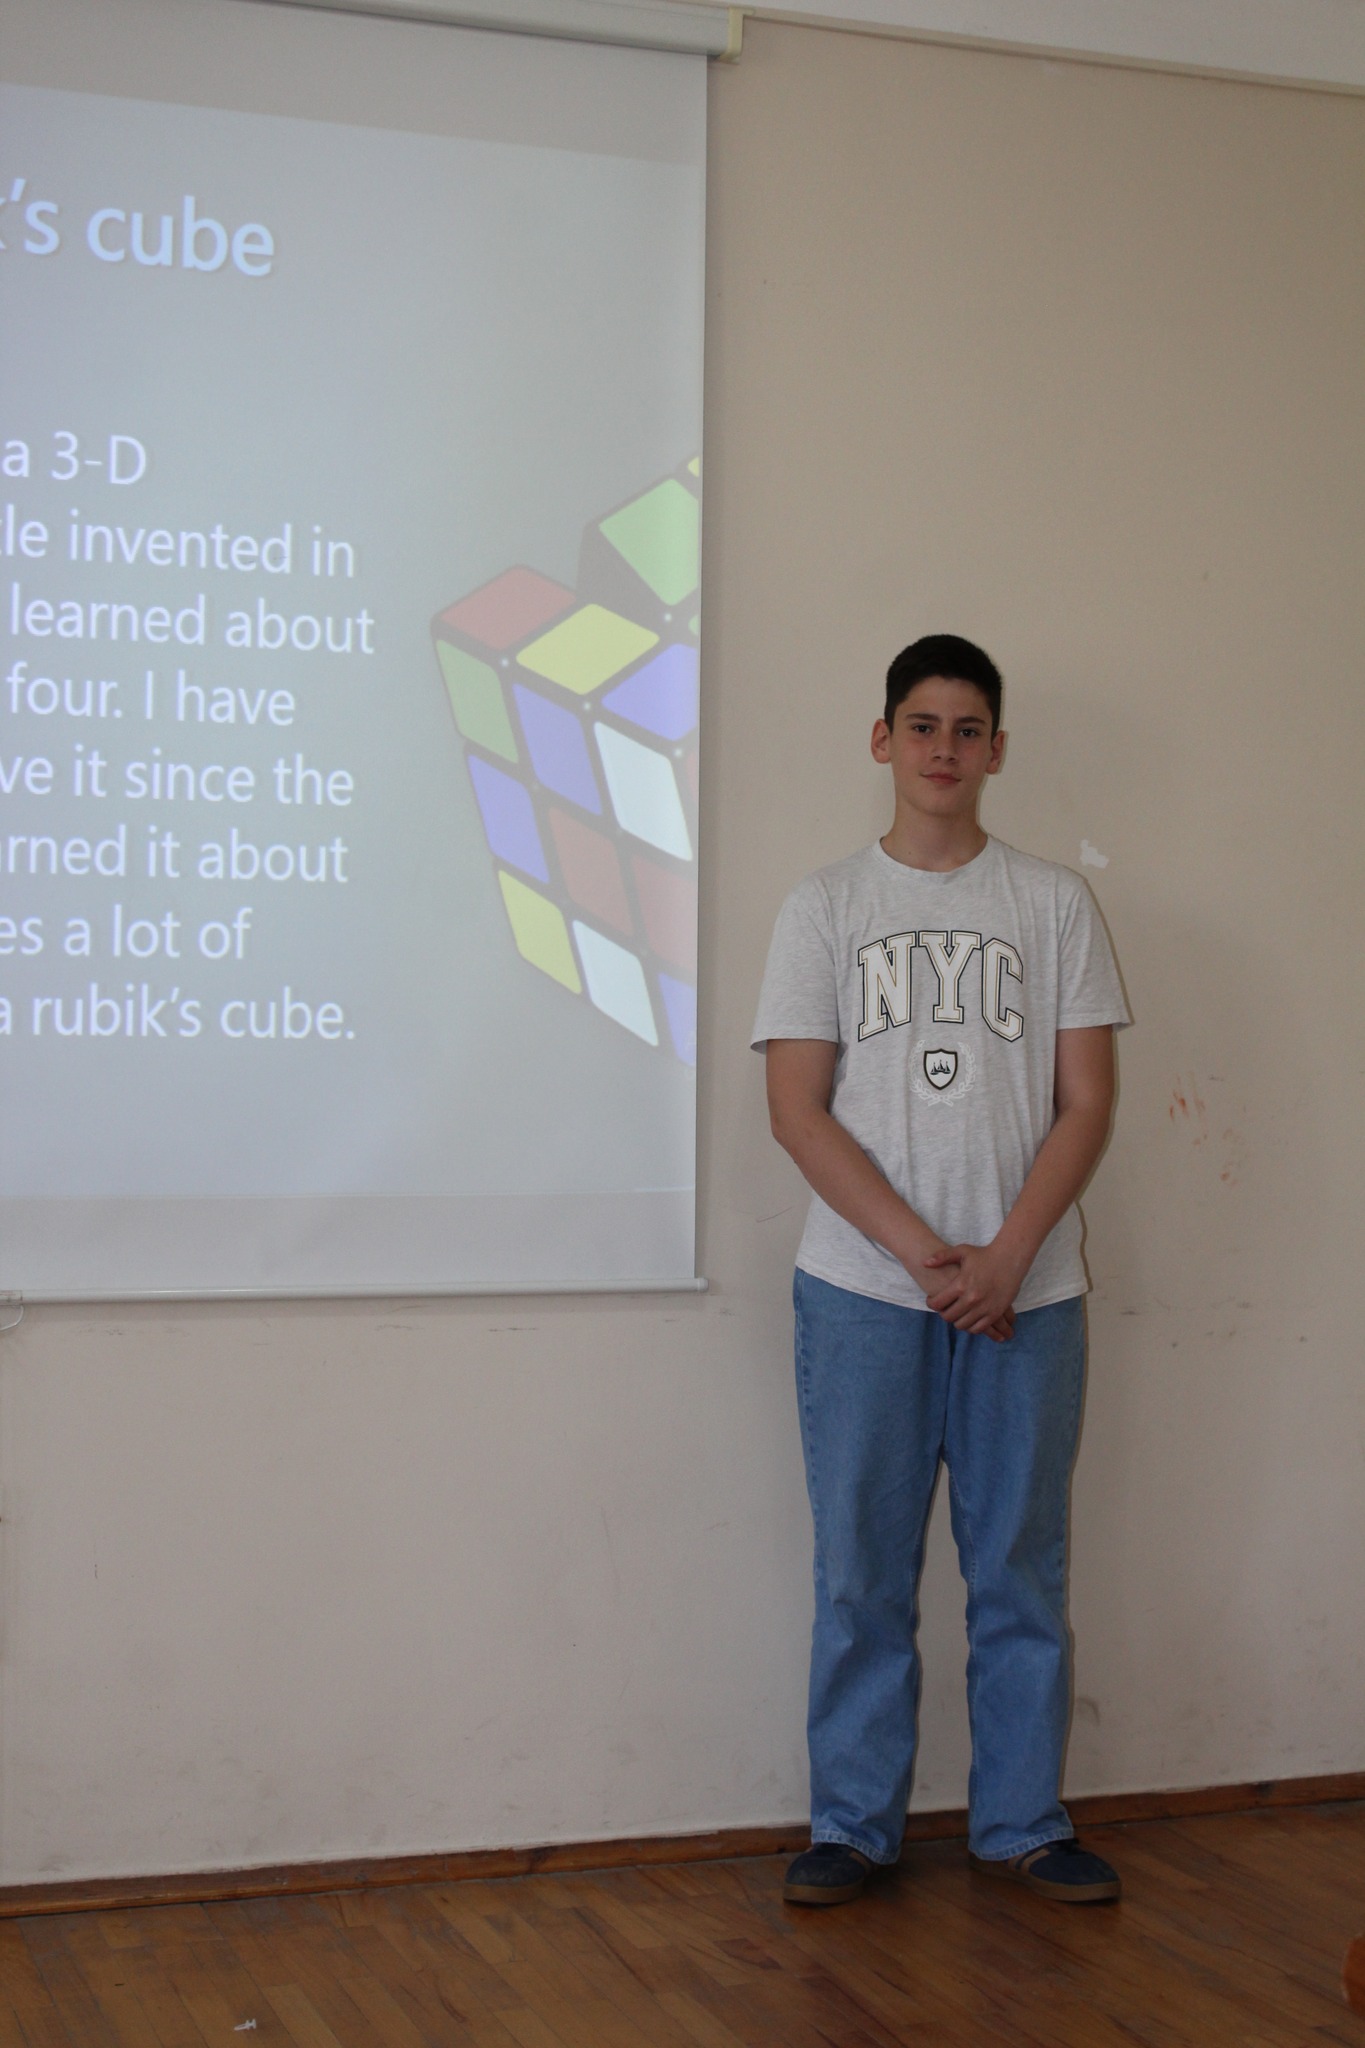 's cube
a 3-D
le invented in
learned about
four. I have
ve it since the
rned it about
es a lot of
a rubik's cube.
NYC